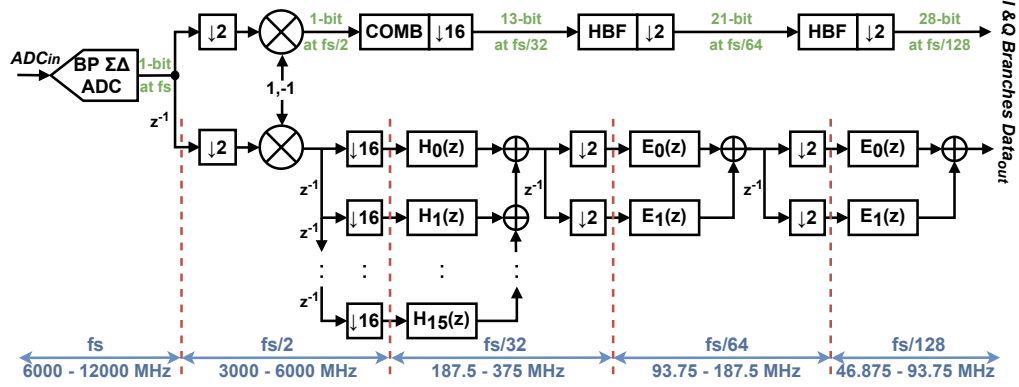 1-bit 13-bit 21-bit 28-bit
↓2 COMB ↓16 HBF ↓2 HBF ↓2
at fs/2 at fs/32 at fs/64 at fs/128
ADCin BP ΣΔ ADC
1-bit at fs
1,-1
z-1 ↓2 ↓16 H0(z) ↓2 E0(z) ↓2 E0(z)
z-1 z-1 z-1
z-1 ↓16 H1(z) ↓2 E1(z) ↓2 E1(z)
z-1 ↓16 H15(z)
I & Q Branches Dataout
fs fs/2 fs/32 fs/64 fs/128
6000 - 12000 MHz 3000 - 6000 MHz 187.5 - 375 MHz 93.75 - 187.5 MHz 46.875 - 93.75 MHz